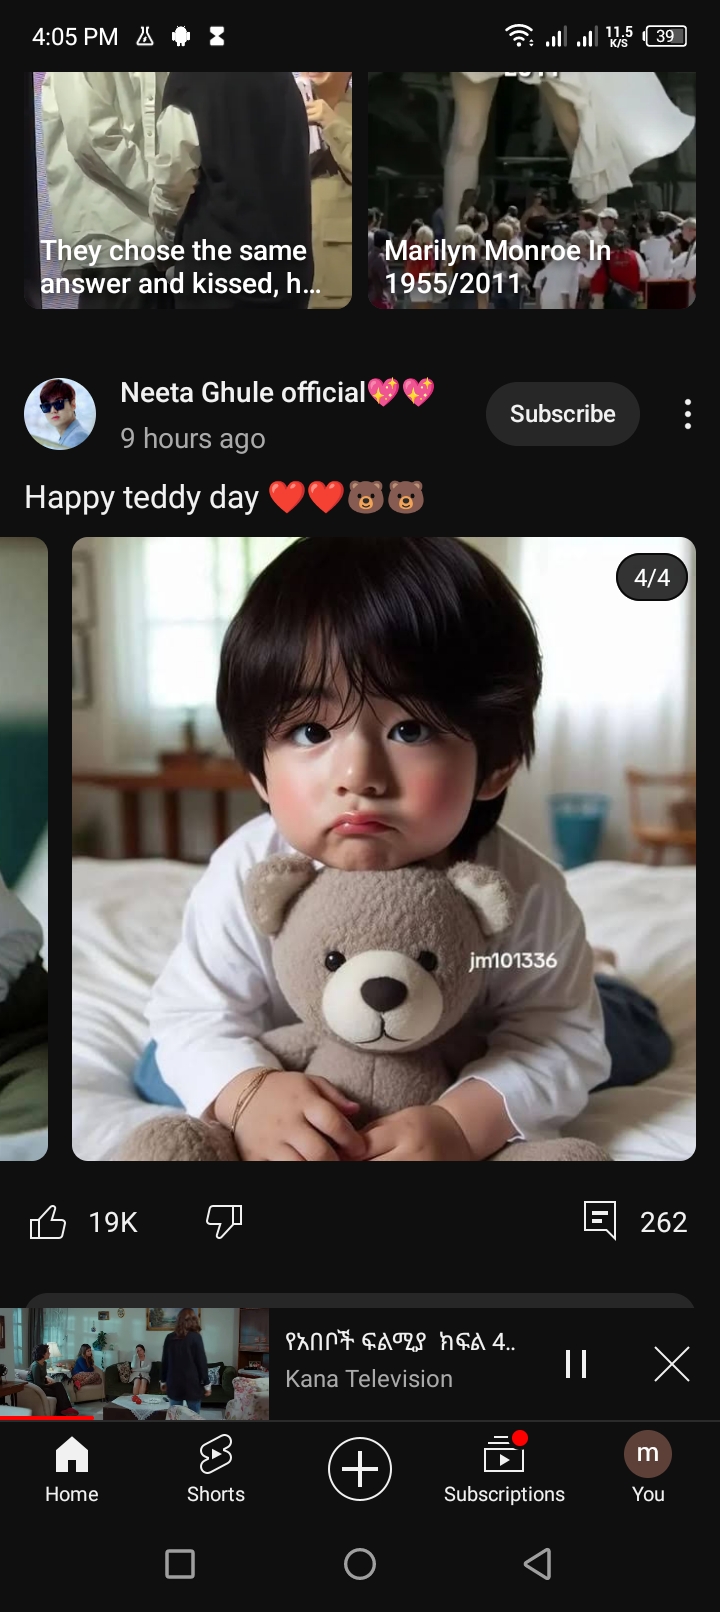 4:05 PM
11.5
K/S
39
They chose the same
answer and kissed, h...
Marilyn Monroe In
1955/2011
Neeta Ghule official💖💖
Subscribe
9 hours ago
Happy teddy day ❤️❤️🐻🐻
4/4
jm101336
19K
262
የአበቦች ፍልሚያ ክፍል 4..
Kana Television
Home
Shorts
Subscriptions
m
You